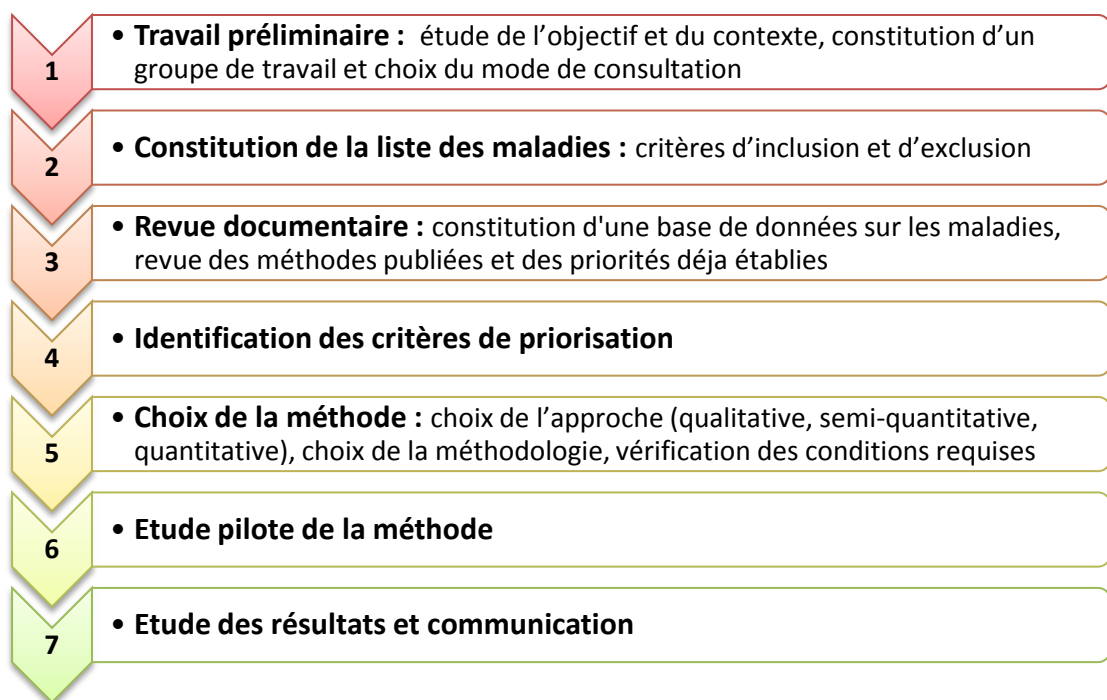 1
• Travail préliminaire : étude de l’objectif et du contexte, constitution d’un
groupe de travail et choix du mode de consultation
2
• Constitution de la liste des maladies : critères d’inclusion et d’exclusion
3
• Revue documentaire : constitution d'une base de données sur les maladies,
revue des méthodes publiées et des priorités déja établies
4
• Identification des critères de priorisation
5
• Choix de la méthode : choix de l’approche (qualitative, semi-quantitative,
quantitative), choix de la méthodologie, vérification des conditions requises
6
• Etude pilote de la méthode
7
• Etude des résultats et communication